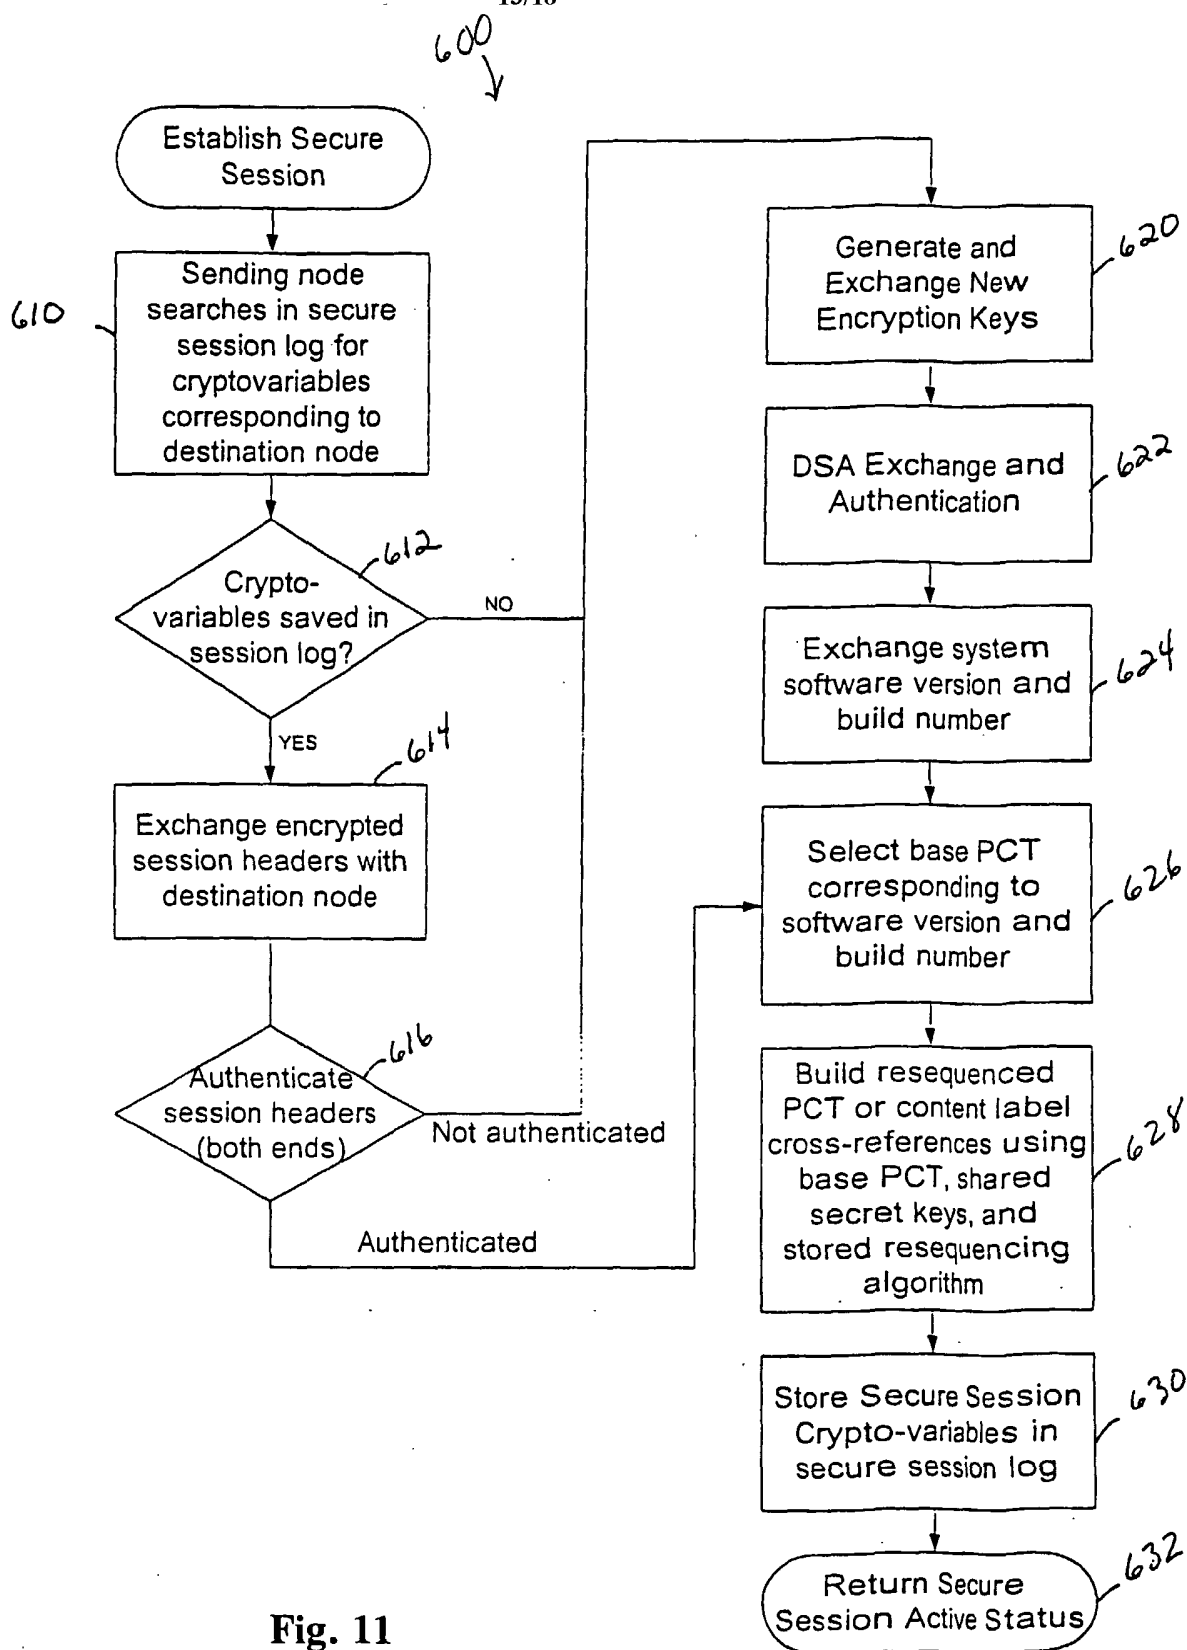 600
Establish Secure
Session
610
Sending node
searches in secure
session log for
cryptovariables
corresponding to
destination node
612
Crypto-
variables saved in
session log?
NO
YES
614
Exchange encrypted
session headers with
destination node
616
Authenticate
session headers
(both ends)
Not authenticated
Authenticated
620
Generate and
Exchange New
Encryption Keys
622
DSA Exchange and
Authentication
624
Exchange system
software version and
build number
626
Select base PCT
corresponding to
software version and
build number
628
Build resequenced
PCT or content label
cross-references using
base PCT, shared
secret keys, and
stored resequencing
algorithm
630
Store Secure Session
Crypto-variables in
secure session log
632
Return Secure
Session Active Status
Fig. 11